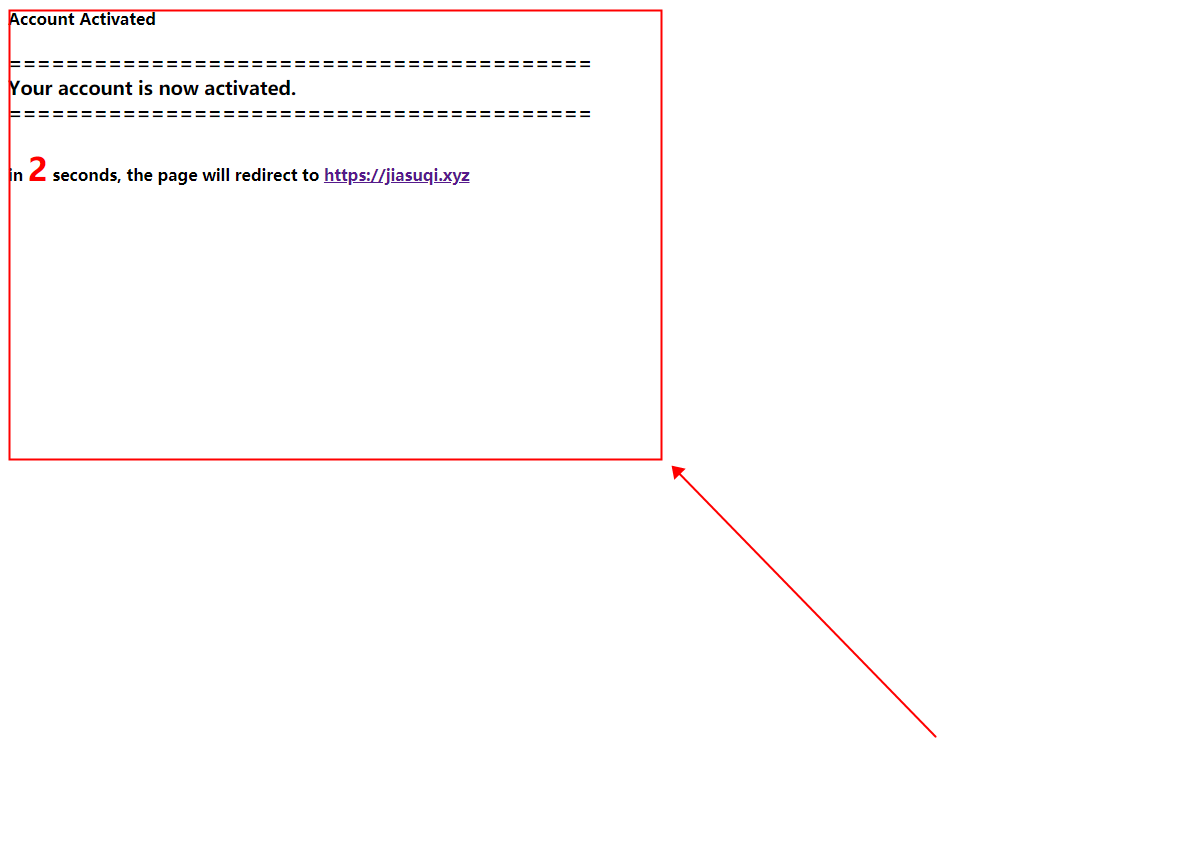 Account Activated
=========================================
Your account is now activated.
=========================================
in 2 seconds, the page will redirect to https://jiasuqi.xyz